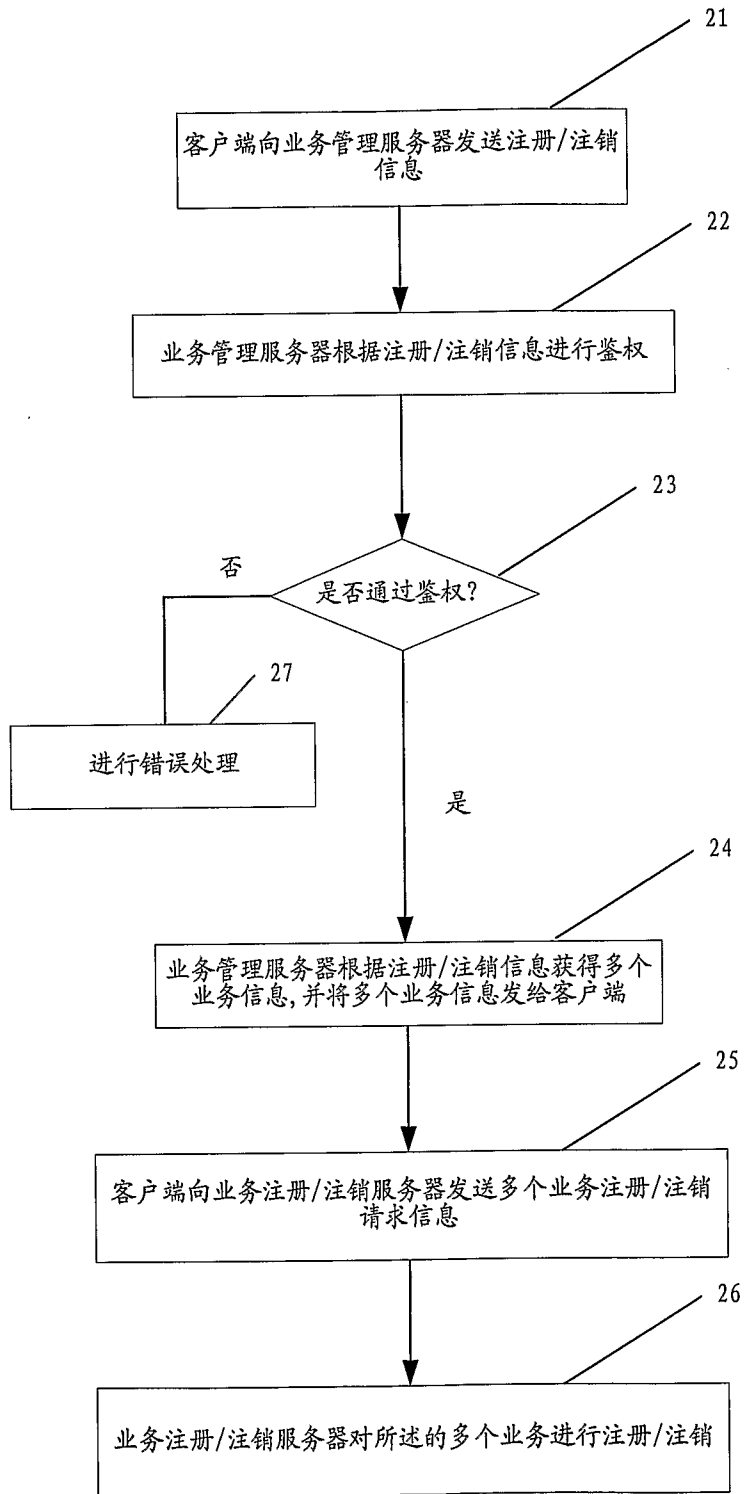 21
客户端向业务管理服务器发送注册/注销
信息
22
业务管理服务器根据注册/注销信息进行鉴权
23
否
是否通过鉴权?
27
进行错误处理
是
24
业务管理服务器根据注册/注销信息获得多个
业务信息,并将多个业务信息发给客户端
25
客户端向业务注册/注销服务器发送多个业务注册/注销
请求信息
26
业务注册/注销服务器对所述的多个业务进行注册/注销